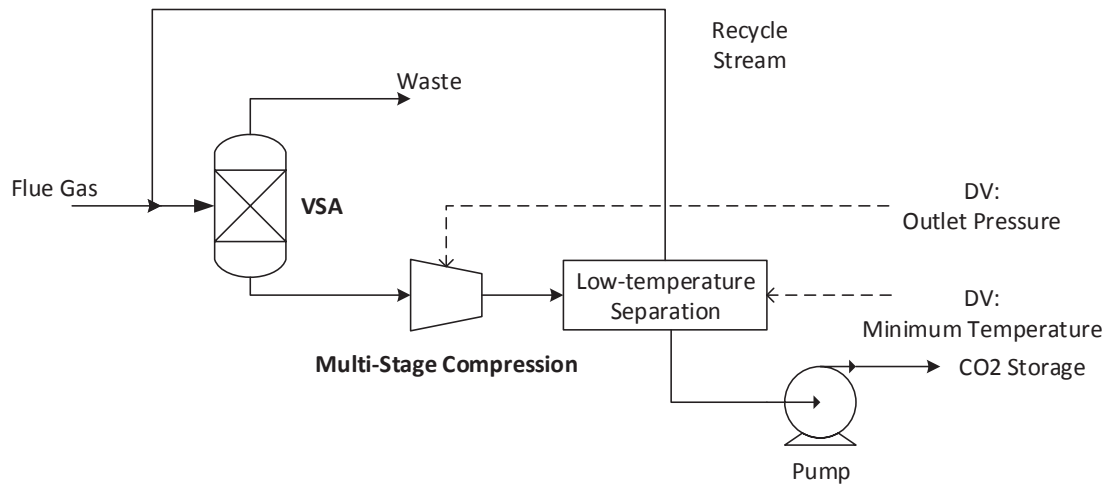 Recycle
Stream
Waste
Flue Gas
VSA
DV:
Outlet Pressure
Low-temperature
Separation
DV:
Minimum Temperature
Multi-Stage Compression
CO2 Storage
Pump